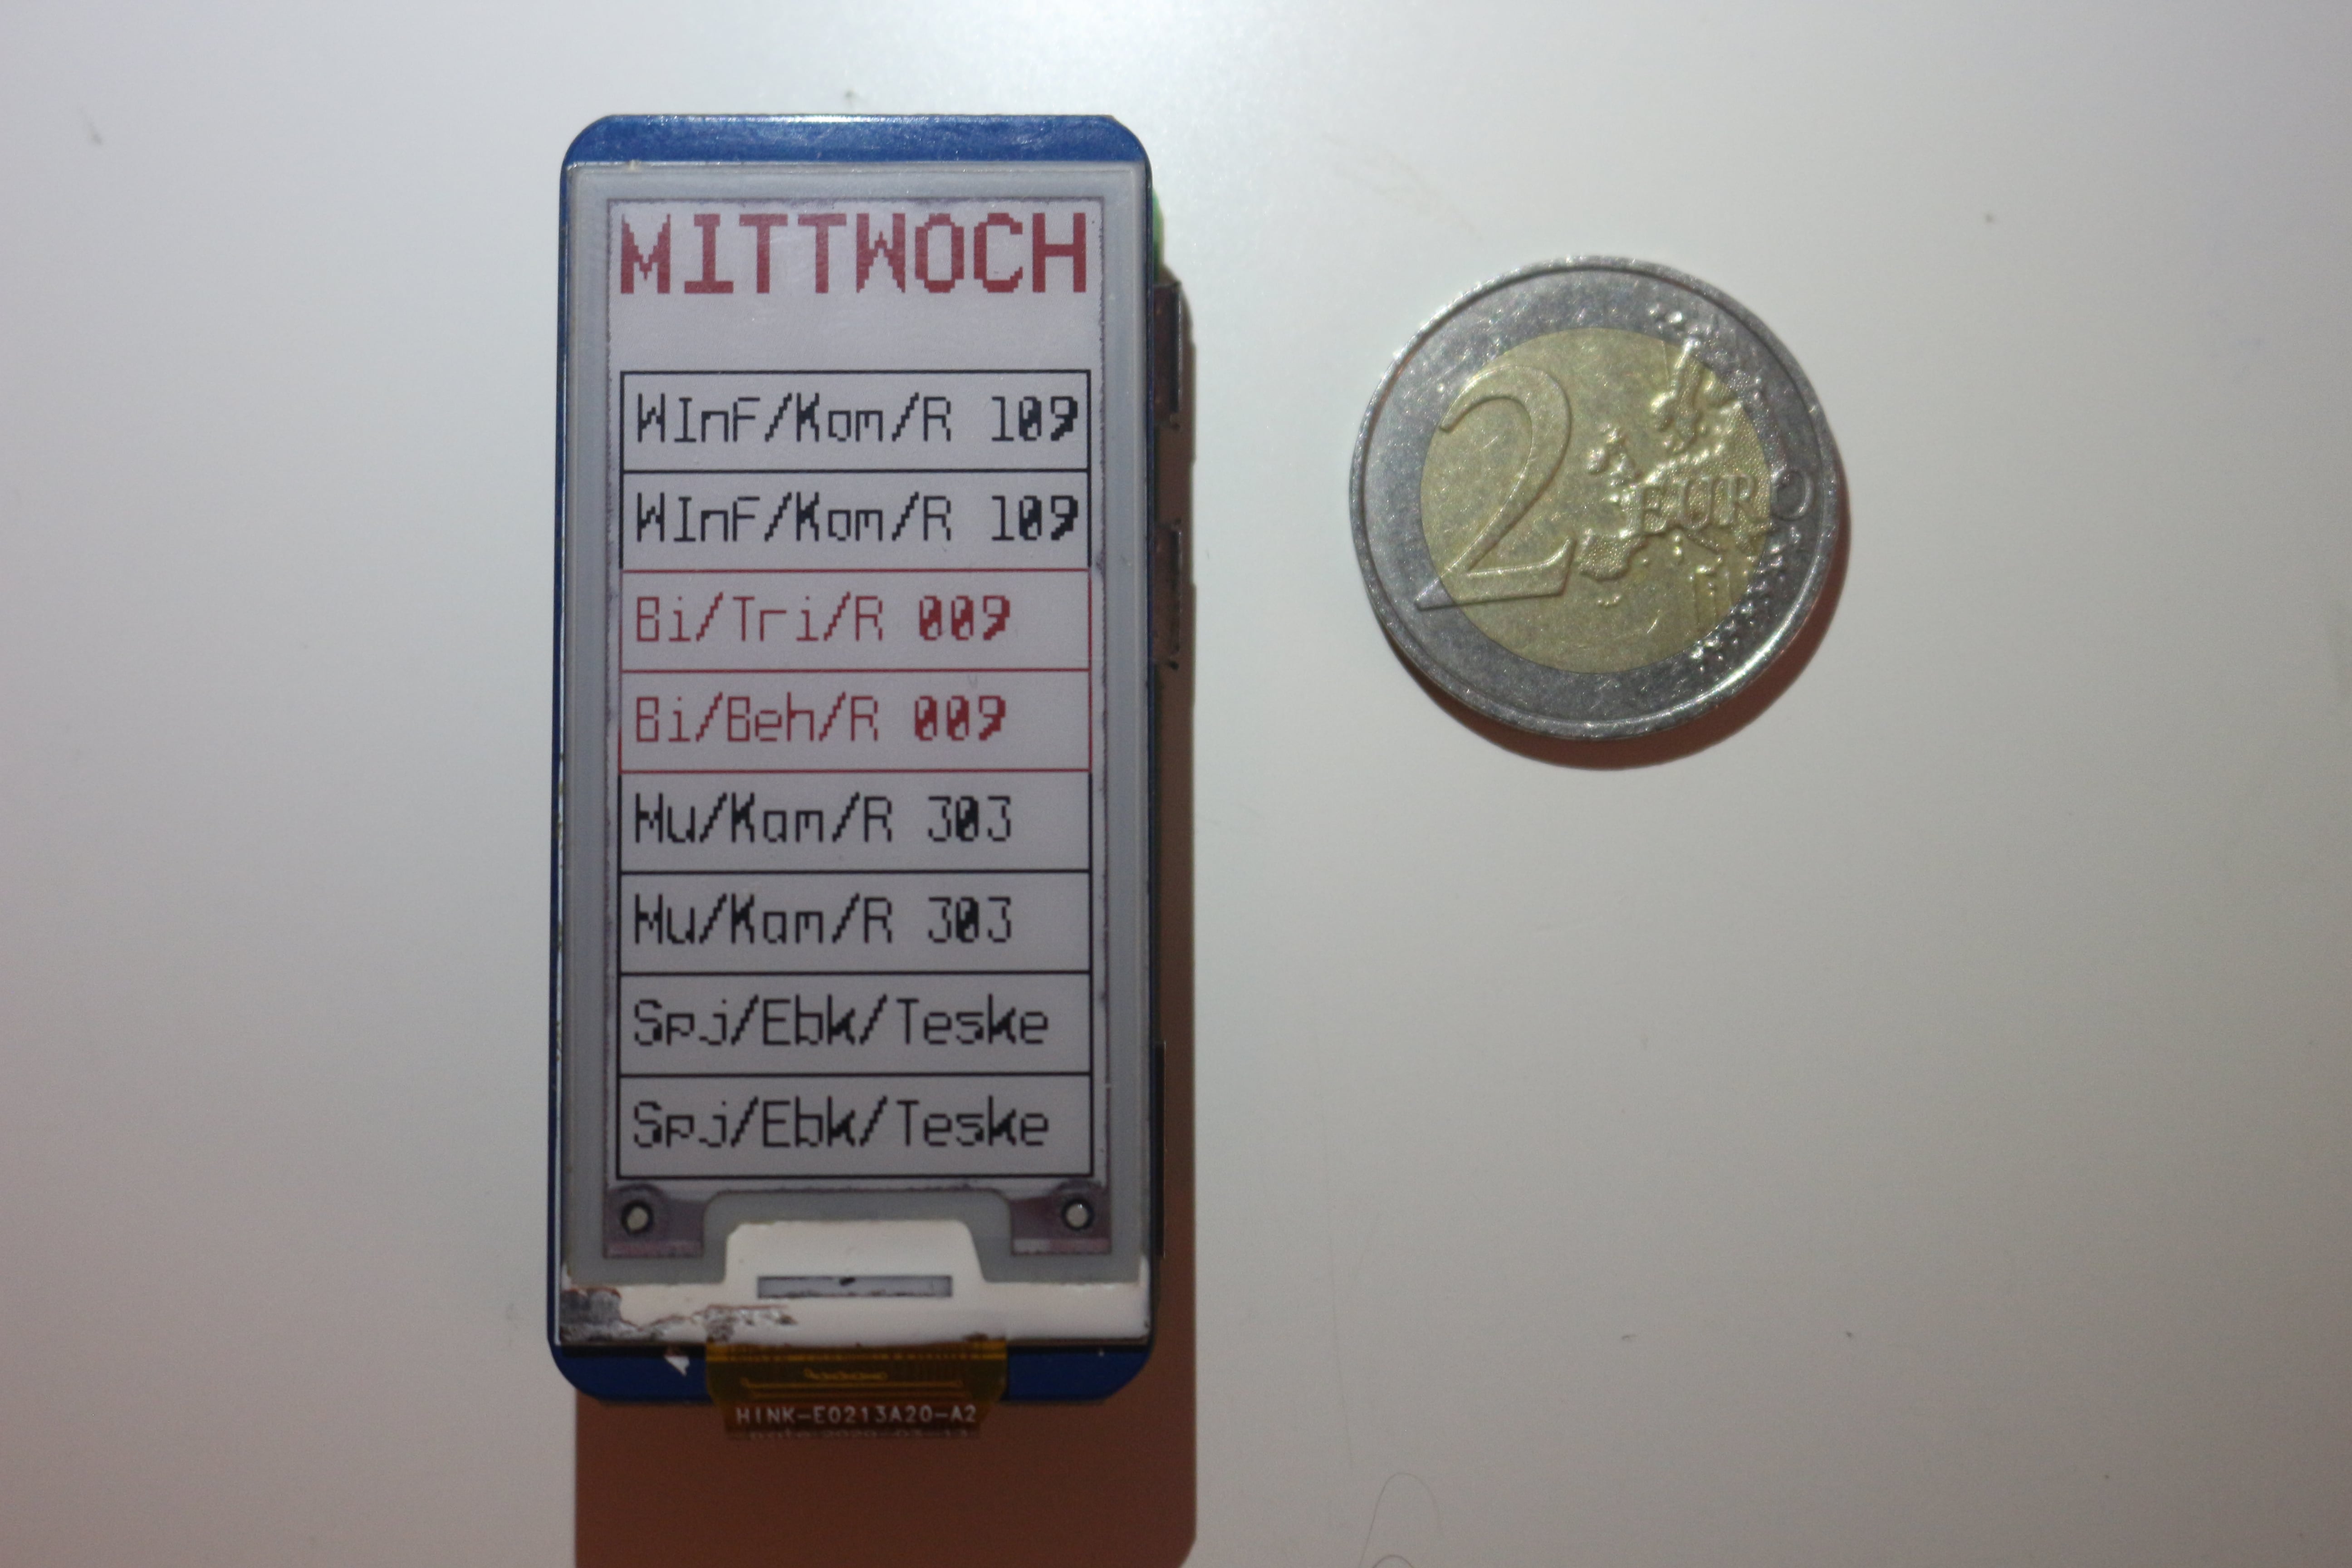 MITTWOCH
WInF/Kom/R 109
WInF/Kom/R 109
Bi/Tri/R 009
Bi/Beh/R 009
Mu/Kam/R 303
Mu/Kam/R 303
Spj/Ebk/Teske
Spj/Ebk/Teske
HINK-E0213A20-A2
2 EURO